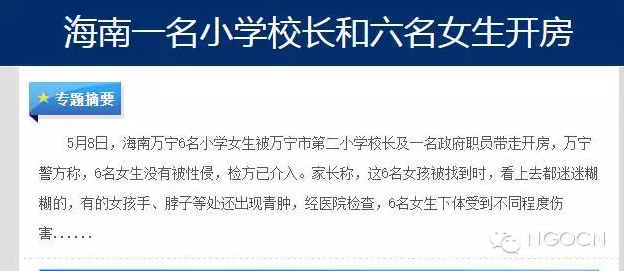 海南一名小学校长和六名女生开房
专题摘要
5月8日，海南万宁6名小学女生被万宁市第二小学校长及一名政府职员带走开房，万宁
警方称，6名女生没有被性侵，检方已介入。家长称，这6名女孩被找到时，看上去都迷迷糊
糊的，有的女孩手、脖子等处还出现青肿，经医院检查，6名女生下体受到不同程度伤
害......
NGOCN